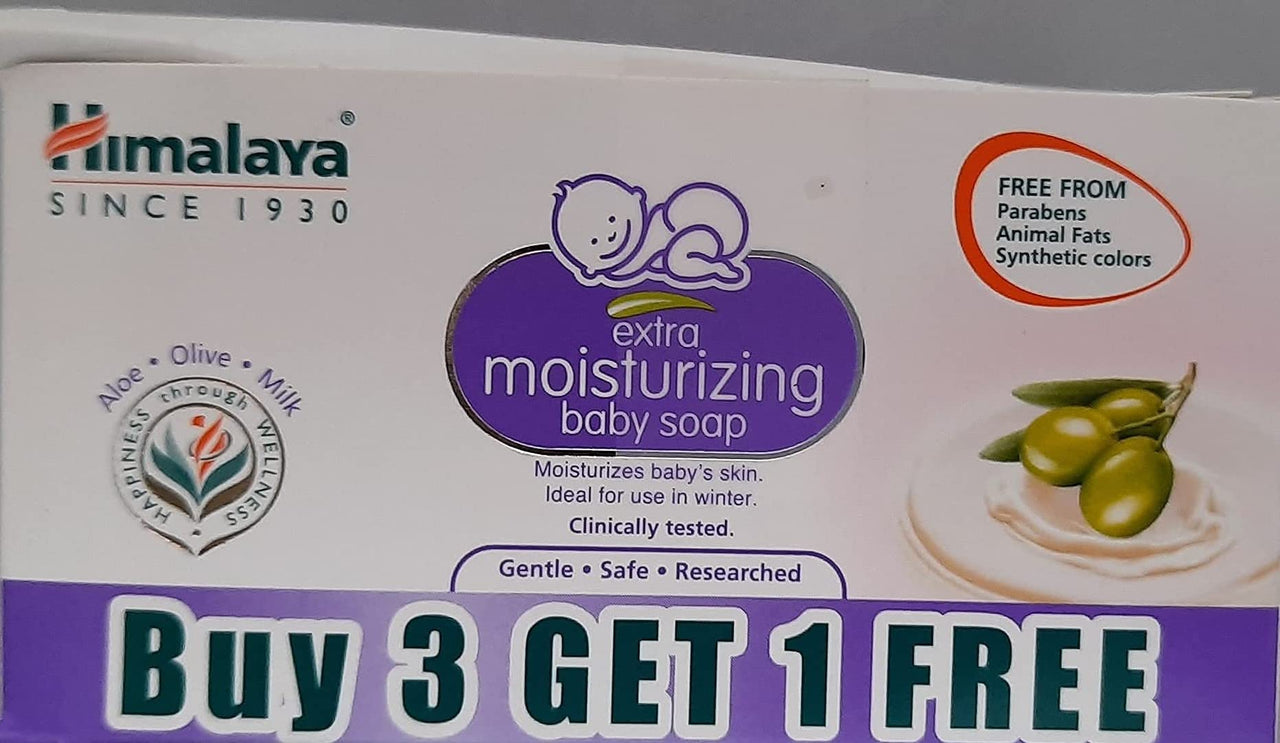 Himalaya®
SINCE 1930
FREE FROM
Parabens
Animal Fats
Synthetic colors
extra
moisturizing
baby soap
Aloe • Olive • Milk
HAPPINESS through WELLNESS
Moisturizes baby's skin.
Ideal for use in winter.
Clinically tested.
Gentle • Safe • Researched
Buy 3 GET 1 FREE